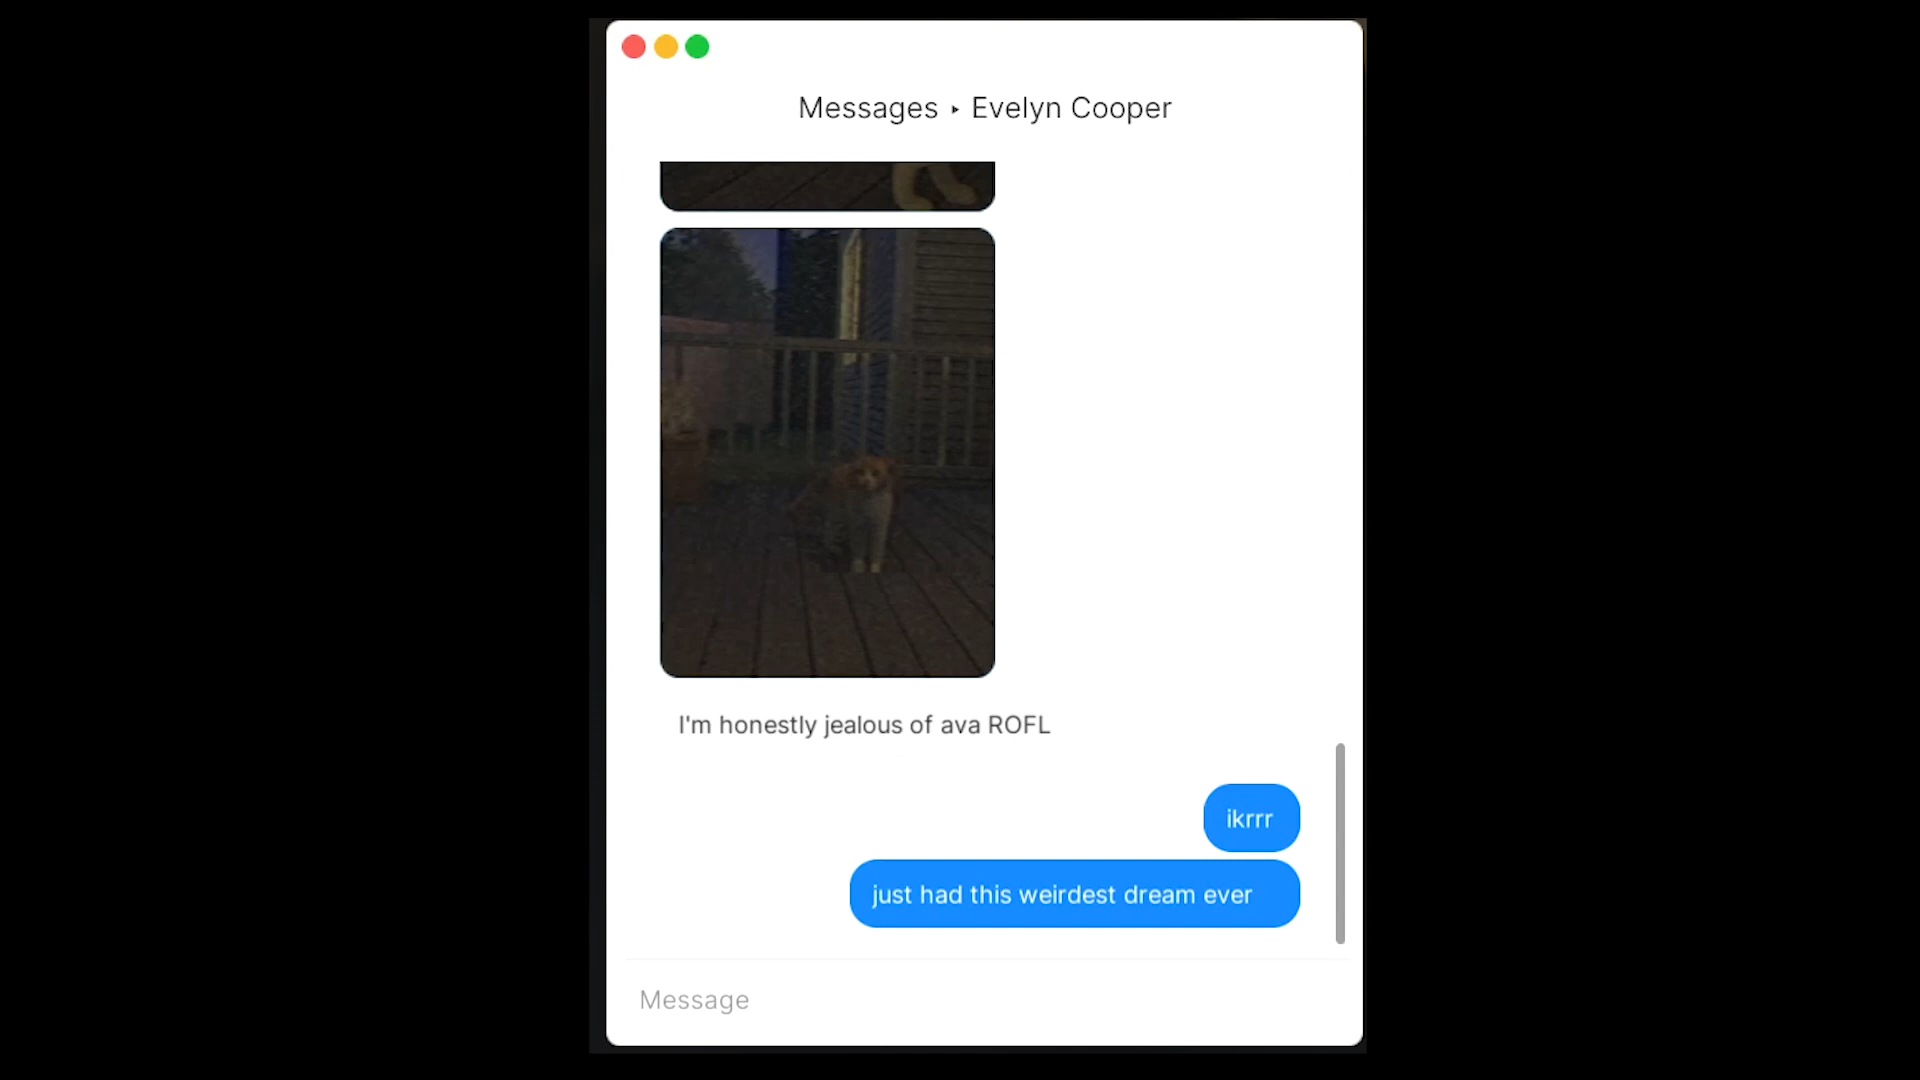 Messages ‣ Evelyn Cooper
I'm honestly jealous of ava ROFL
ikrrr
just had this weirdest dream ever
Message